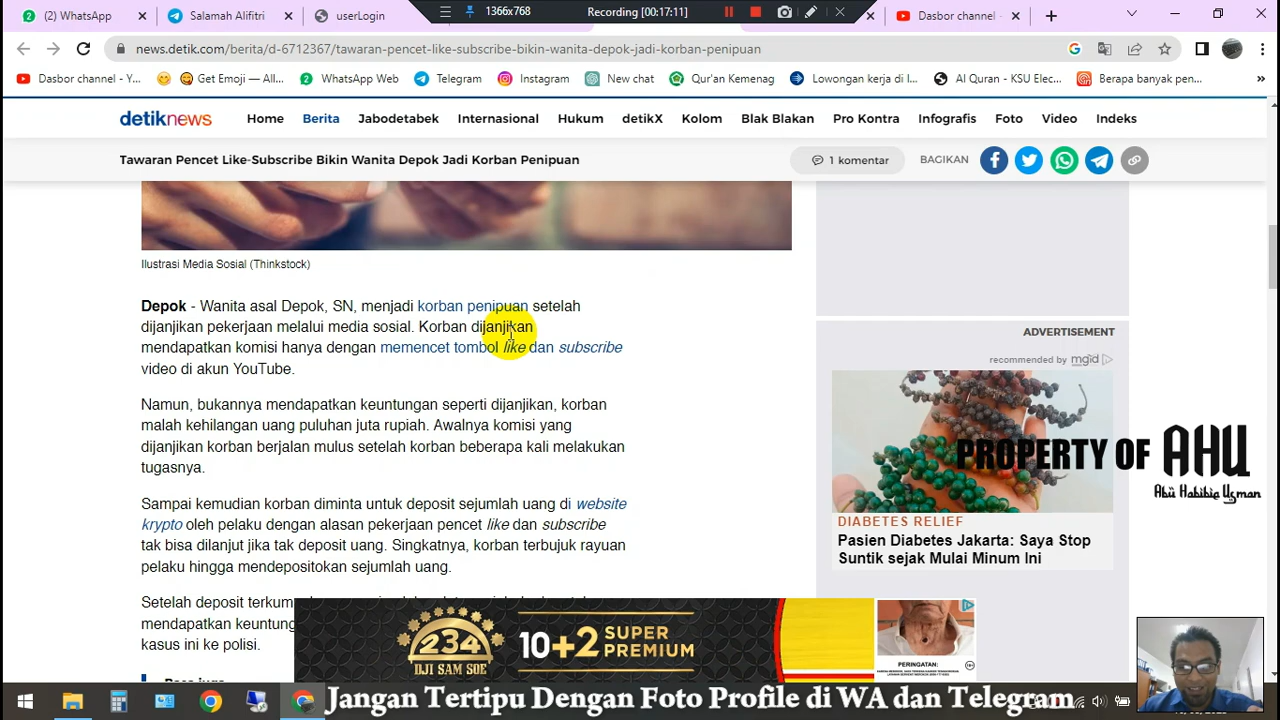 (2) WhatsApp
Salamah Alifitri
userLogin
1366x768
Recording [00:17:11]
Dasbor channel -
news.detik.com/berita/d-6712367/tawaran-pencet-like-subscribe-bikin-wanita-depok-jadi-korban-penipuan
Dasbor channel - Y...
Get Emoji — All...
WhatsApp Web
Telegram
Instagram
New chat
Qur'an Kemenag
Lowongan kerja di I...
Al Quran - KSU Elec...
Berapa banyak pen...
detiknews
Home
Berita
Jabodetabek
Internasional
Hukum
detikX
Kolom
Blak Blakan
Pro Kontra
Infografis
Foto
Video
Indeks
Tawaran Pencet Like-Subscribe Bikin Wanita Depok Jadi Korban Penipuan
1 komentar
BAGIKAN
Ilustrasi Media Sosial (Thinkstock)
Depok - Wanita asal Depok, SN, menjadi korban penipuan setelah
dijanjikan pekerjaan melalui media sosial. Korban dijanjikan
mendapatkan komisi hanya dengan memencet tombol like dan subscribe
video di akun YouTube.
Namun, bukannya mendapatkan keuntungan seperti dijanjikan, korban
malah kehilangan uang puluhan juta rupiah. Awalnya komisi yang
dijanjikan korban berjalan mulus setelah korban beberapa kali melakukan
tugasnya.
Sampai kemudian korban diminta untuk deposit sejumlah uang di website
krypto oleh pelaku dengan alasan pekerjaan pencet like dan subscribe
tak bisa dilanjut jika tak deposit uang. Singkatnya, korban terbujuk rayuan
pelaku hingga mendepositokan sejumlah uang.
Setelah deposit
mendapatkan
kasus ini ke polisi.
ADVERTISEMENT
recommended by mgid
DIABETES RELIEF
Pasien Diabetes Jakarta: Saya Stop
Suntik sejak Mulai Minum Ini
PROPERTY OF AHU
Abu Habibie Usman
234
DJI SAM SOE
10+2 SUPER
PREMIUM
PERINGATAN:
Jangan Tertipu Dengan Foto Profile di WA dan Telegram